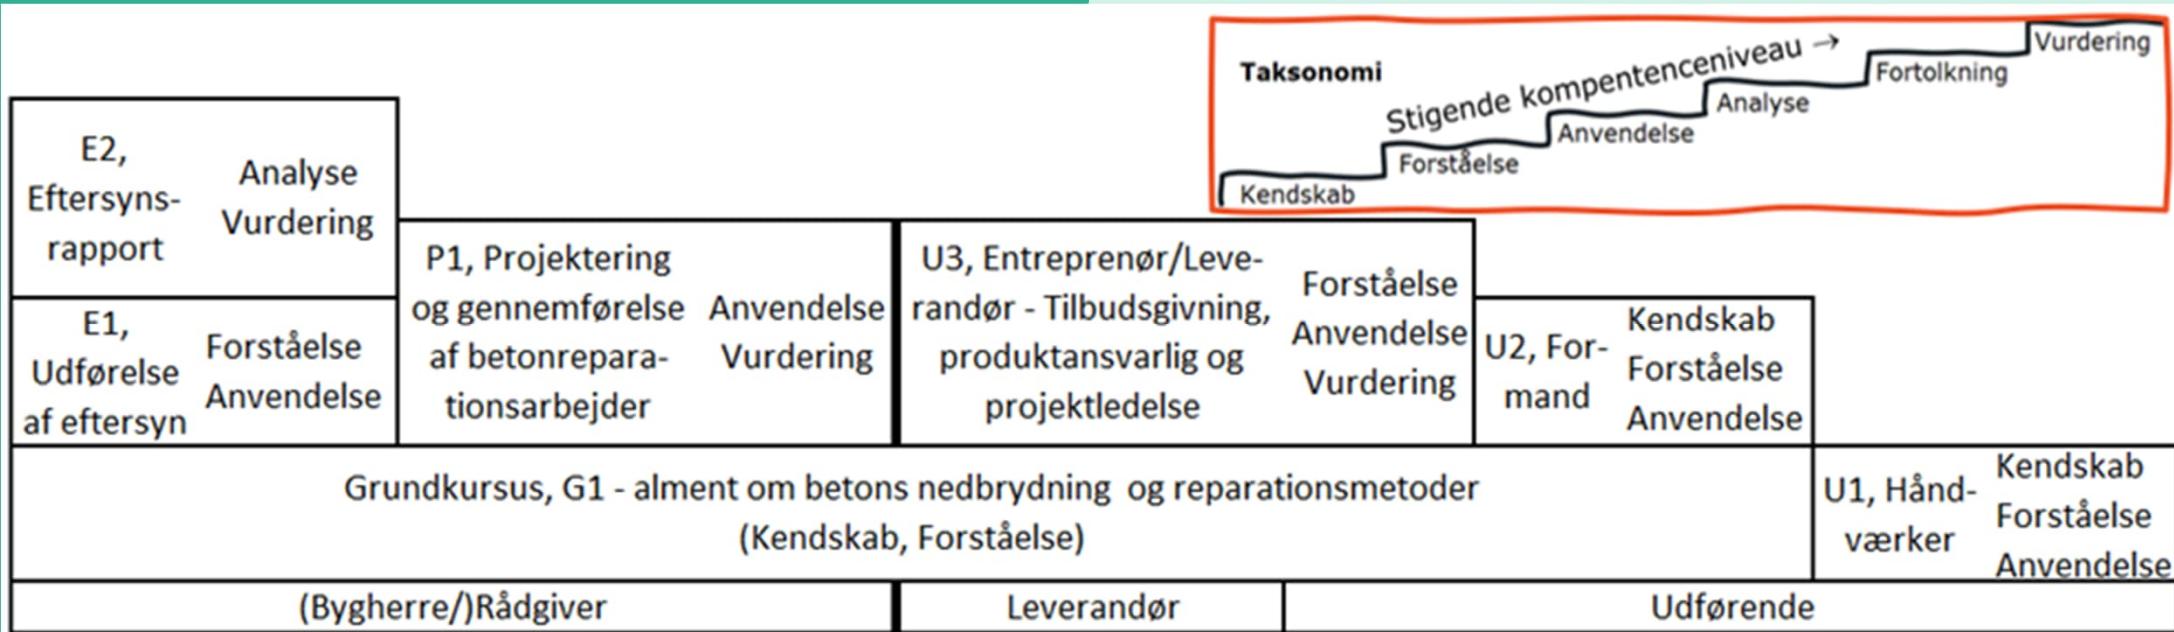 Taksonomi
Stigende kompentenceniveau →
Kendskab
Forståelse
Anvendelse
Analyse
Fortolkning
Vurdering
E2,
Eftersyns-
rapport
Analyse
Vurdering
E1,
Udførelse
af eftersyn
Forståelse
Anvendelse
P1, Projektering
og gennemførelse
af betonrepara-
tionsarbejder
Anvendelse
Vurdering
U3, Entreprenør/Leve-
randør - Tilbudsgivning,
produktansvarlig og
projektledelse
Forståelse
Anvendelse
Vurdering
U2, For-
mand
Kendskab
Forståelse
Anvendelse
Grundkursus, G1 - alment om betons nedbrydning og reparationsmetoder
(Kendskab, Forståelse)
U1, Hånd-
værker
Kendskab
Forståelse
Anvendelse
(Bygherre/)Rådgiver
Leverandør
Udførende